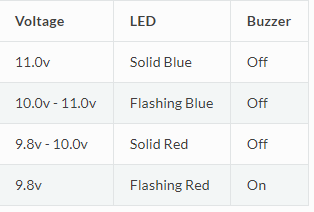 Voltage LED Buzzer
11.0v Solid Blue Off
10.0v - 11.0v Flashing Blue Off
9.8v - 10.0v Solid Red Off
9.8v Flashing Red On